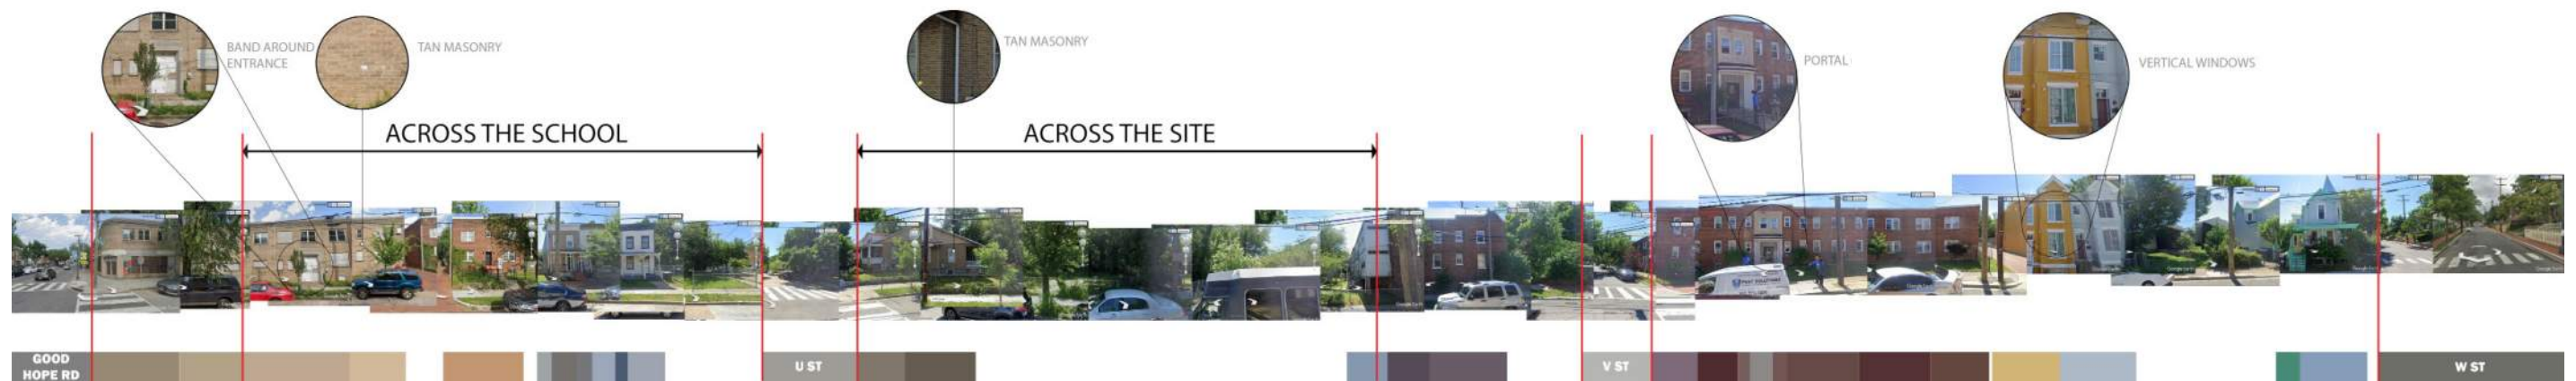 BAND AROUND
ENTRANCE
TAN MASONRY
TAN MASONRY
PORTAL
VERTICAL WINDOWS
ACROSS THE SCHOOL
ACROSS THE SITE
GOOD
HOPE RD
U ST
V ST
W ST